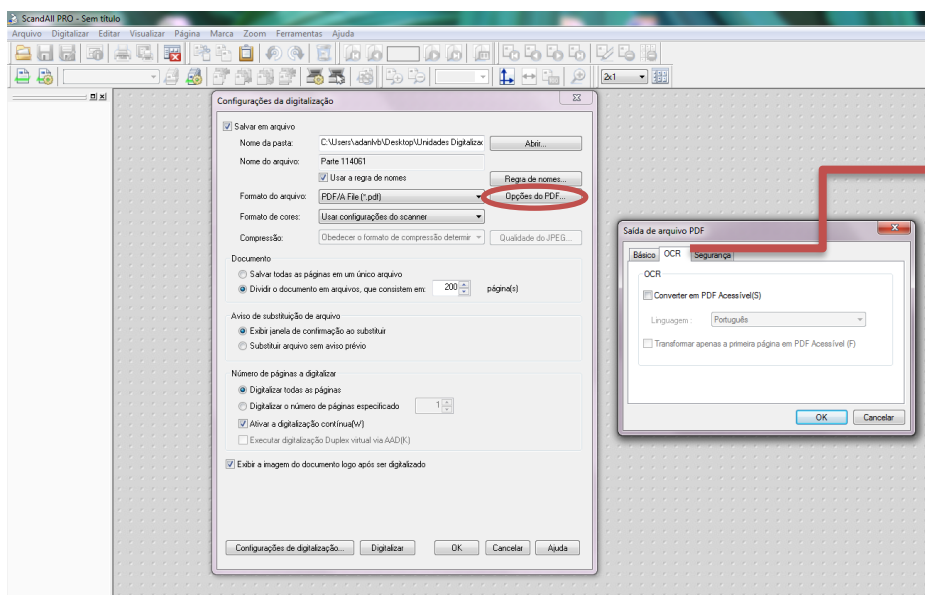 ScandAll PRO - Sem título
Arquivo Digitalizar Editar Visualizar Página Marca Zoom Ferramentas Ajuda
2x1
Configurações da digitalização
Salvar em arquivo
Nome da pasta: C:\Users\adanlvb\Desktop\Unidades Digitalizac Abrir...
Nome do arquivo: Parte 114061
Usar a regra de nomes Regra de nomes...
Formato do arquivo: PDF/A File (*.pdf) Opções do PDF...
Formato de cores: Usar configurações do scanner
Compressão: Obedecer o formato de compressão determir Qualidade do JPEG...
Documento
Salvar todas as páginas em um único arquivo
Dividir o documento em arquivos, que consistem em: 200 página(s)
Aviso de substituição de arquivo
Exibir janela de confirmação ao substituir
Substituir arquivo sem aviso prévio
Número de páginas a digitalizar
Digitalizar todas as páginas
Digitalizar o número de páginas especificado 1
Ativar a digitalização contínua(W)
Executar digitalização Duplex virtual via AAD(K)
Exibir a imagem do documento logo após ser digitalizado
Configurações de digitalização... Digitalizar OK Cancelar Ajuda
Saída de arquivo PDF
Básico OCR Segurança
OCR
Converter em PDF Acessível(S)
Linguagem : Português
Transformar apenas a primeira página em PDF Acessível (F)
OK Cancelar